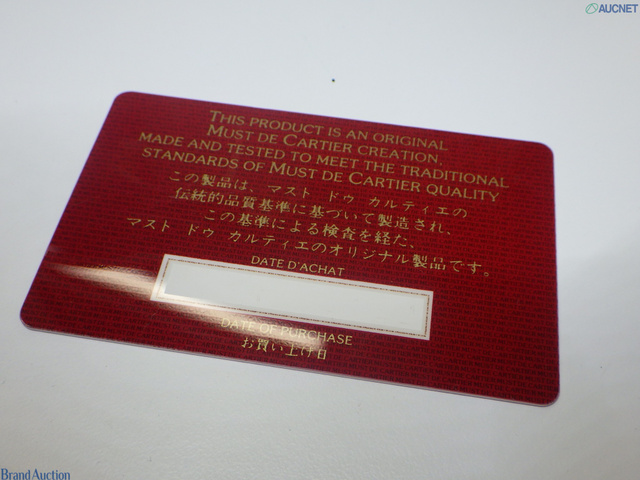 AUCNET
THIS PRODUCT IS AN ORIGINAL
MUST DE CARTIER CREATION,
MADE AND TESTED TO MEET THE TRADITIONAL
STANDARDS OF MUST DE CARTIER QUALITY
この製品は、マスト ドゥ カルティエの
伝統的品質基準に基づいて製造され、
この基準による検査を経た、
マスト ドゥ カルティエのオリジナル製品です。
DATE D'ACHAT
DATE OF PURCHASE
お買い上げ日
Brand Auction